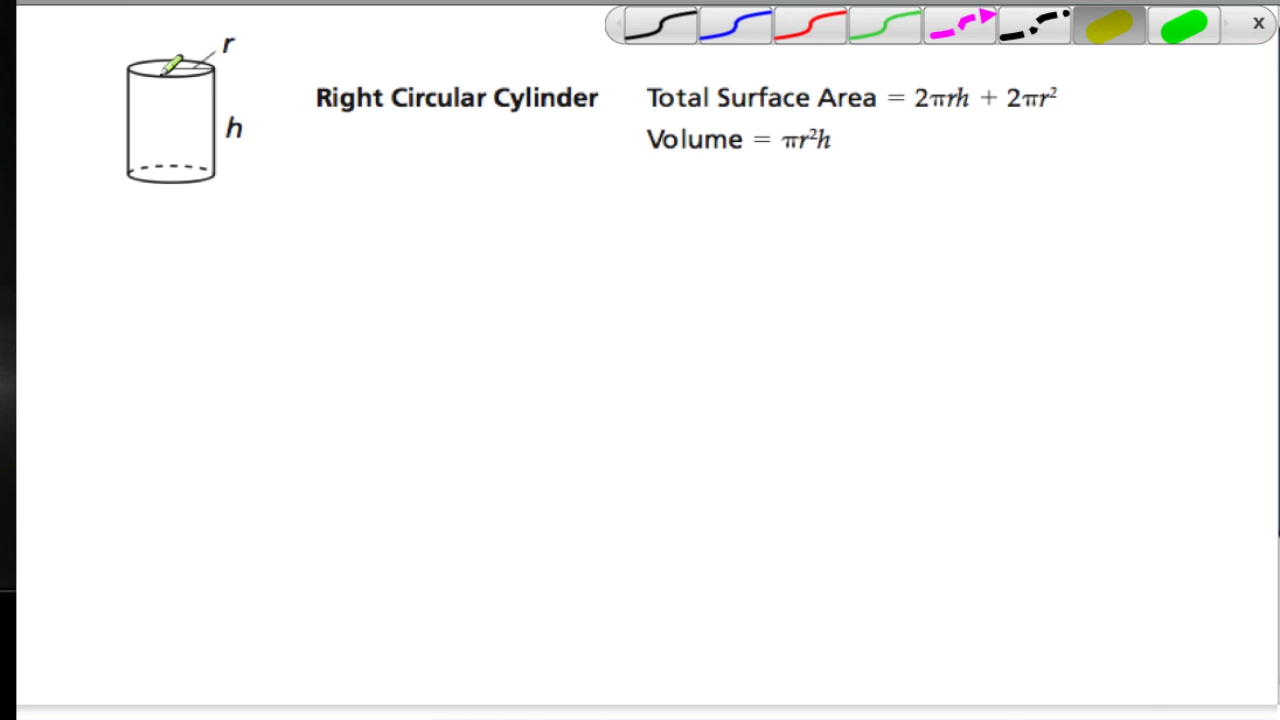 r
Right Circular Cylinder Total Surface Area = 2πrh + 2πr²
h
Volume = πr²h
x